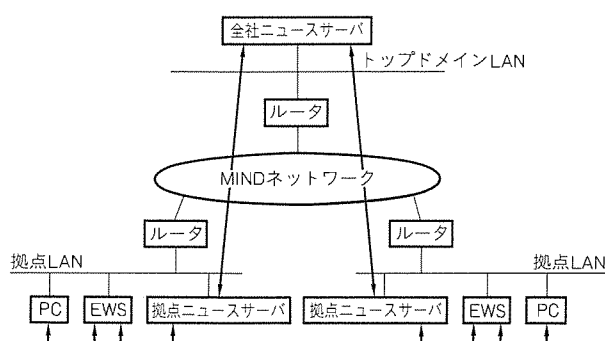 全社ニュースサーバ
トップドメインLAN
ルータ
MINDネットワーク
ルータ
ルータ
拠点LAN
拠点LAN
PC
EWS
拠点ニュースサーバ
拠点ニュースサーバ
EWS
PC